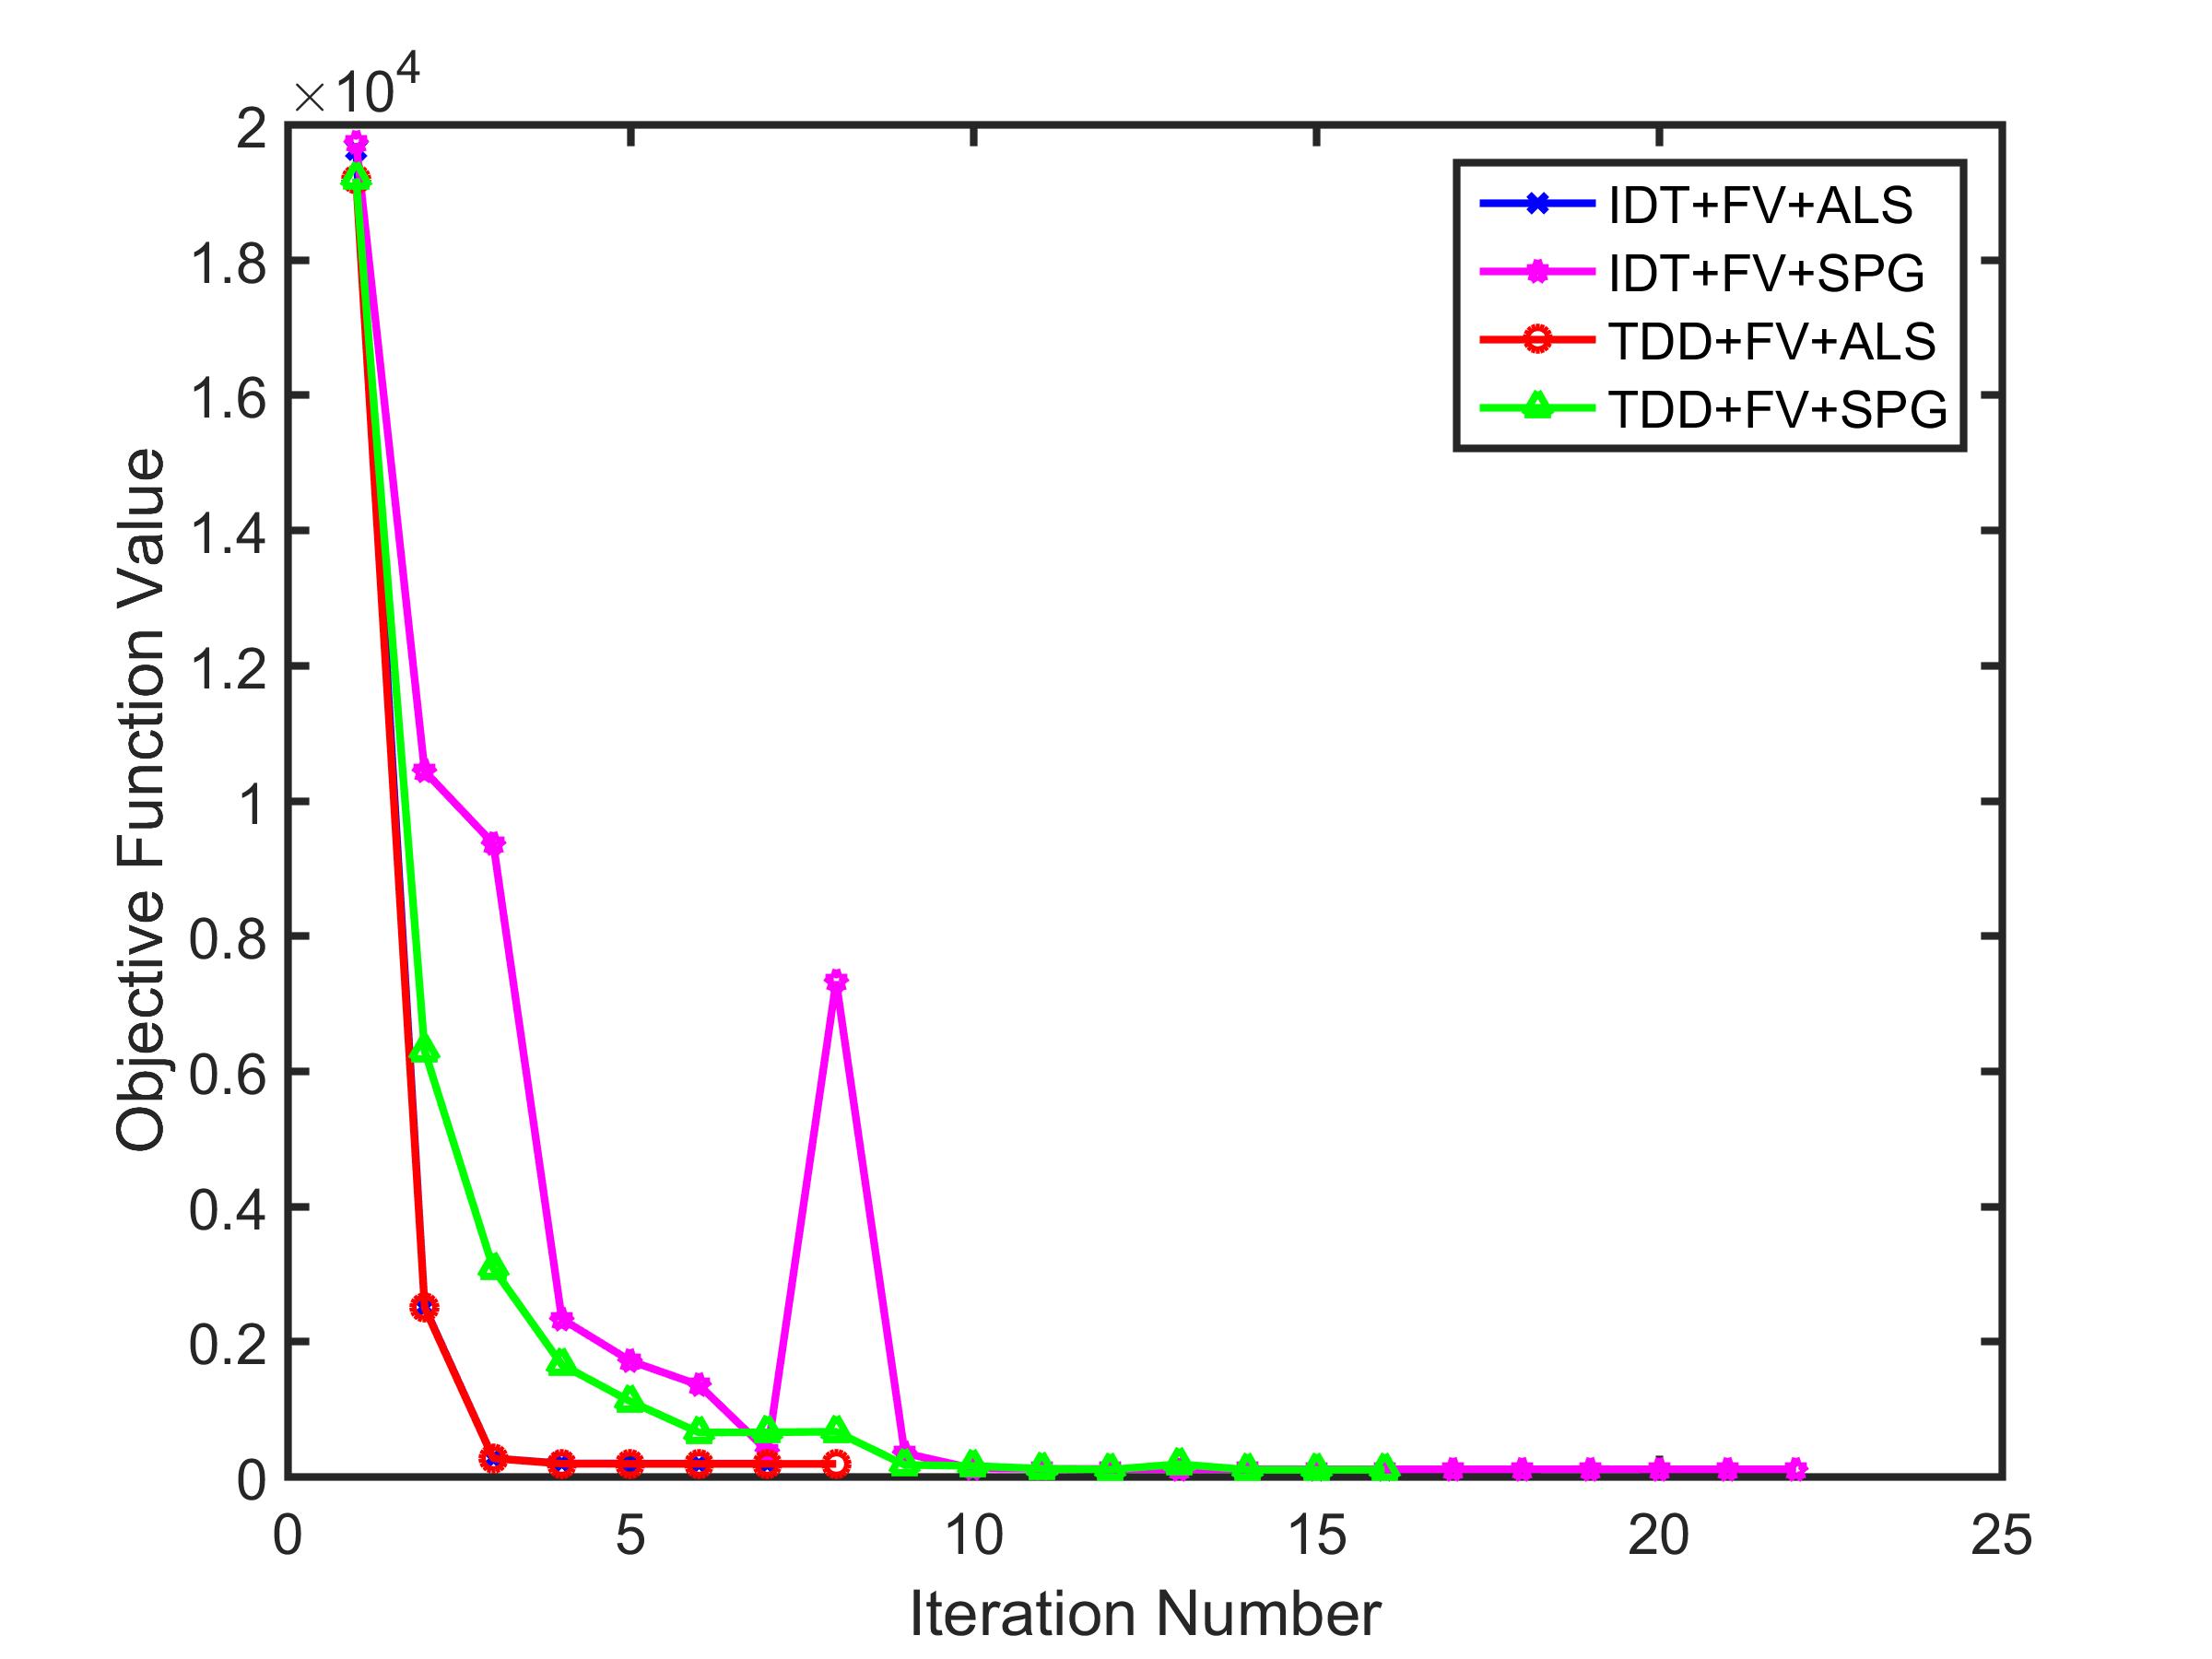 ×10^4
2
1.8
1.6
1.4
1.2
1
0.8
0.6
0.4
0.2
0
0 5 10 15 20 25
Objective Function Value
Iteration Number
IDT+FV+ALS
IDT+FV+SPG
TDD+FV+ALS
TDD+FV+SPG